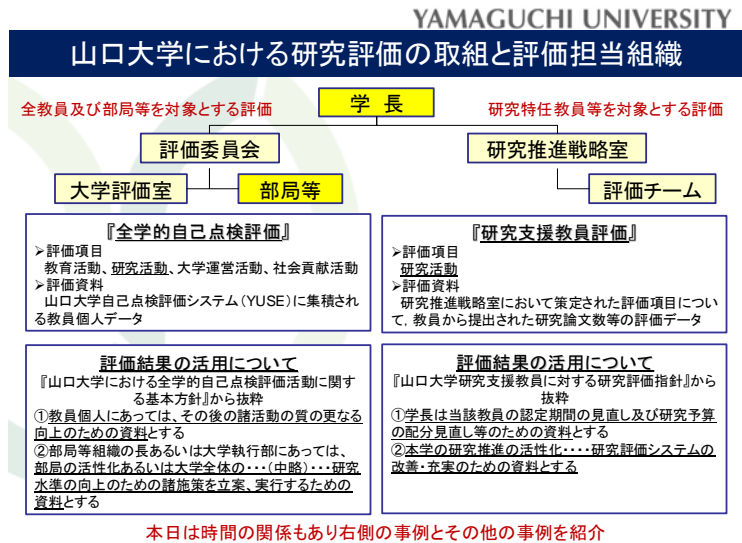 YAMAGUCHI UNIVERSITY
山口大学における研究評価の取組と評価担当組織
学 長
全教員及び部局等を対象とする評価
研究特任教員等を対象とする評価
評価委員会
研究推進戦略室
大学評価室
部局等
評価チーム
『全学的自己点検評価』
➢評価項目
教育活動、研究活動、大学運営活動、社会貢献活動
➢評価資料
山口大学自己点検評価システム（YUSE）に集積され
る教員個人データ
『研究支援教員評価』
➢評価項目
研究活動
➢評価資料
研究推進戦略室において策定された評価項目につい
て，教員から提出された研究論文数等の評価データ
評価結果の活用について
『山口大学における全学的自己点検評価活動に関す
る基本方針』から抜粋
①教員個人にあっては、その後の諸活動の質の更なる
向上のための資料とする
②部局等組織の長あるいは大学執行部にあっては、
部局の活性化あるいは大学全体の・・・（中略）・・・研究
水準の向上のための諸施策を立案、実行するための
資料とする
評価結果の活用について
『山口大学研究支援教員に対する研究評価指針』から
抜粋
①学長は当該教員の認定期間の見直し及び研究予算
の配分見直し等のための資料とする
②本学の研究推進の活性化・・・・研究評価システムの
改善・充実のための資料とする
本日は時間の関係もあり右側の事例とその他の事例を紹介